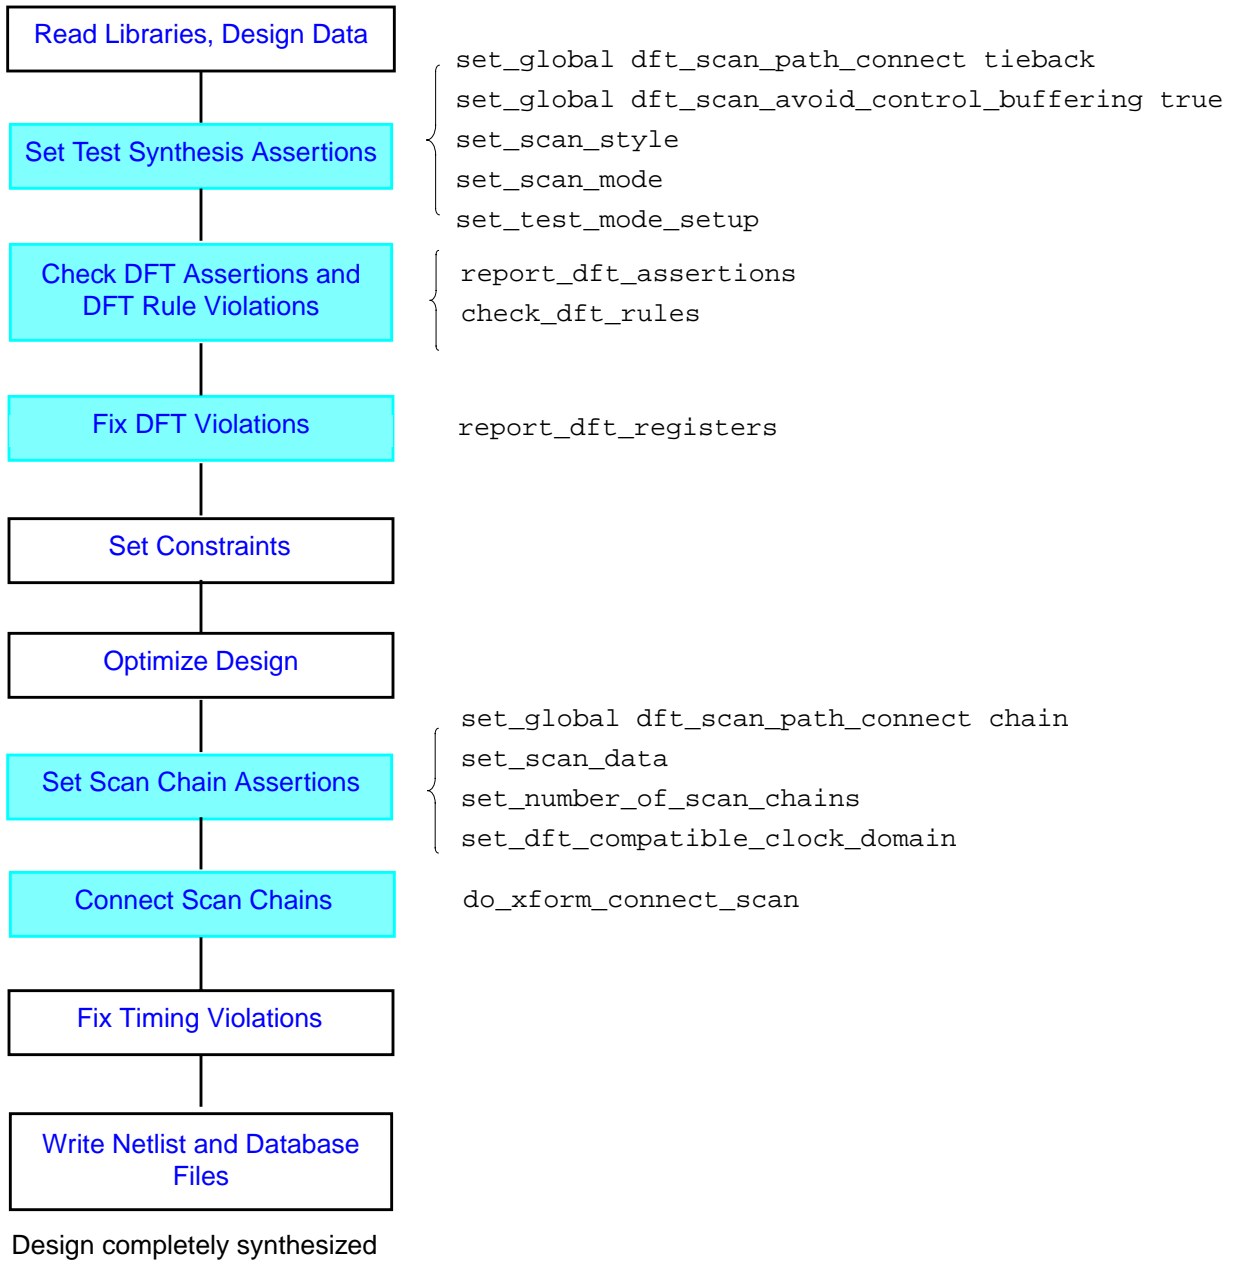 Read Libraries, Design Data
set_global dft_scan_path_connect tieback
set_global dft_scan_avoid_control_buffering true
Set Test Synthesis Assertions
set_scan_style
set_scan_mode
set_test_mode_setup
Check DFT Assertions and
DFT Rule Violations
report_dft_assertions
check_dft_rules
Fix DFT Violations
report_dft_registers
Set Constraints
Optimize Design
set_global dft_scan_path_connect chain
set_scan_data
Set Scan Chain Assertions
set_number_of_scan_chains
set_dft_compatible_clock_domain
Connect Scan Chains
do_xform_connect_scan
Fix Timing Violations
Write Netlist and Database
Files
Design completely synthesized